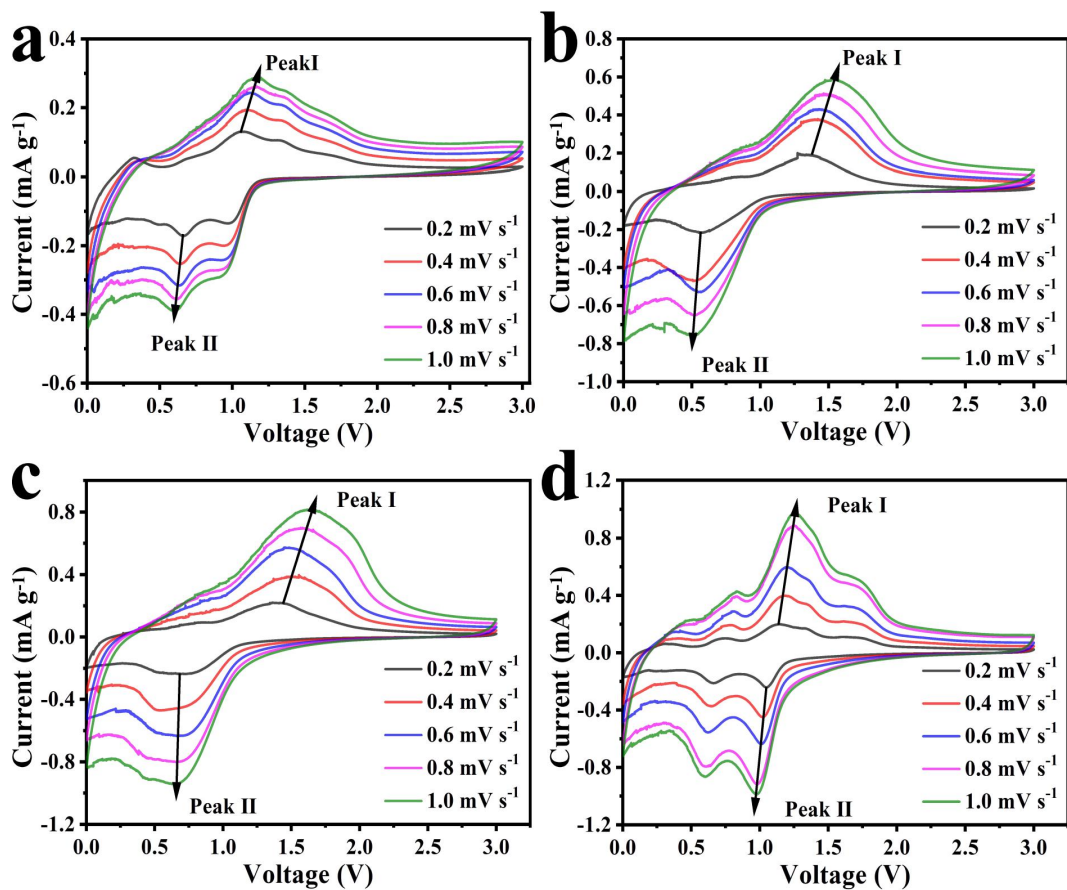 a
0.4
0.2
0.0
-0.2
-0.4
-0.6
Current (mA g⁻¹)
PeakI
Peak II
0.2 mV s⁻¹
0.4 mV s⁻¹
0.6 mV s⁻¹
0.8 mV s⁻¹
1.0 mV s⁻¹
0.0 0.5 1.0 1.5 2.0 2.5 3.0
Voltage (V)
b
0.8
0.6
0.4
0.2
0.0
-0.2
-0.4
-0.6
-0.8
-1.0
Current (mA g⁻¹)
Peak I
Peak II
0.2 mV s⁻¹
0.4 mV s⁻¹
0.6 mV s⁻¹
0.8 mV s⁻¹
1.0 mV s⁻¹
0.0 0.5 1.0 1.5 2.0 2.5 3.0
Voltage (V)
c
0.8
0.4
0.0
-0.4
-0.8
-1.2
Current (mA g⁻¹)
Peak I
Peak II
0.2 mV s⁻¹
0.4 mV s⁻¹
0.6 mV s⁻¹
0.8 mV s⁻¹
1.0 mV s⁻¹
0.0 0.5 1.0 1.5 2.0 2.5 3.0
Voltage (V)
d
1.2
0.8
0.4
0.0
-0.4
-0.8
-1.2
Current (mA g⁻¹)
Peak I
Peak II
0.2 mV s⁻¹
0.4 mV s⁻¹
0.6 mV s⁻¹
0.8 mV s⁻¹
1.0 mV s⁻¹
0.0 0.5 1.0 1.5 2.0 2.5 3.0
Voltage (V)